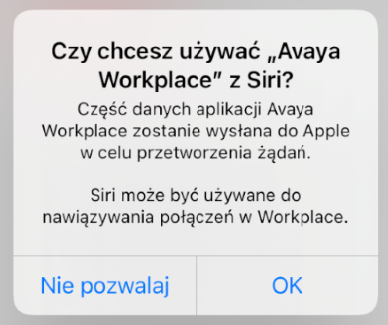 Czy chcesz używać „Avaya
Workplace” z Siri?
Część danych aplikacji Avaya
Workplace zostanie wysłana do Apple
w celu przetworzenia żądań.
Siri może być używane do
nawiązywania połączeń w Workplace.
Nie pozwalaj
OK